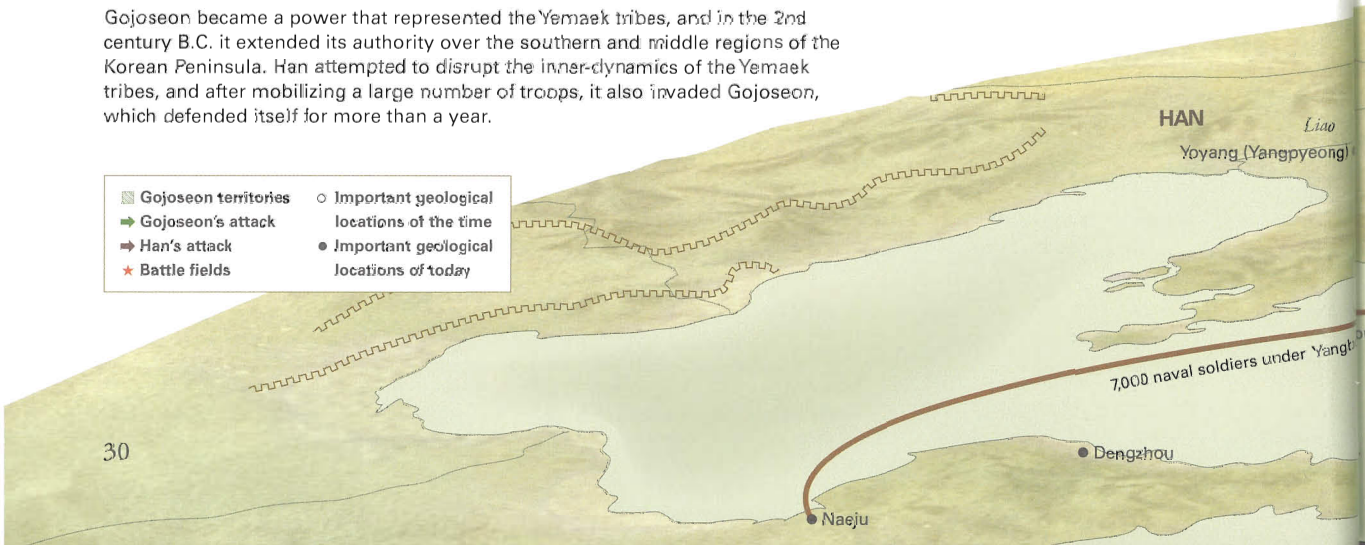 Gojoseon became a power that represented the Yemaek tribes, and in the 2nd
century B.C. it extended its authority over the southern and middle regions of the
Korean Peninsula. Han attempted to disrupt the inner-dynamics of the Yemaek
tribes, and after mobilizing a large number of troops, it also invaded Gojoseon,
which defended itself for more than a year.
Gojoseon territories
Gojoseon's attack
Han's attack
Battle fields
Important geological
locations of the time
Important geological
locations of today
HAN
Liao
Yoyang (Yangpyeong)
7,000 naval soldiers under
Dengzhou
Naeju
30